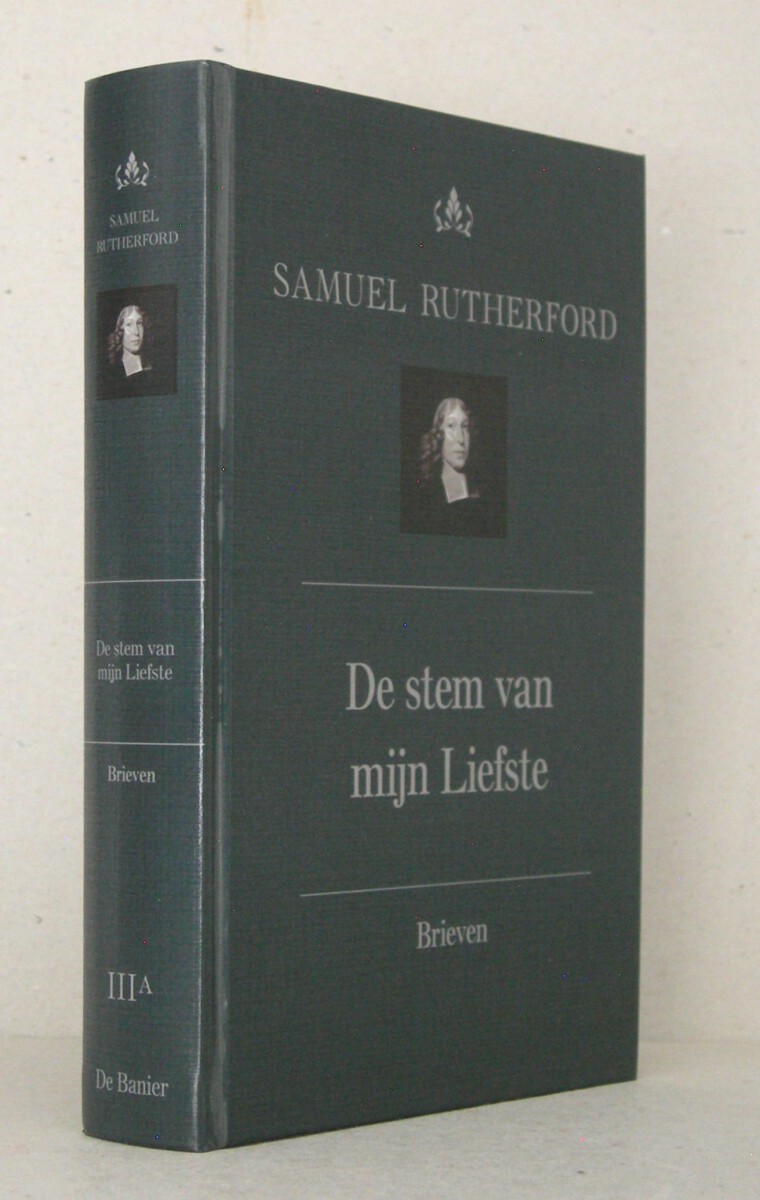 SAMUEL
RUTHERFORD
De stem van
mijn Liefste
Brieven
IIIA
De Banier
SAMUEL RUTHERFORD
De stem van
mijn Liefste
Brieven